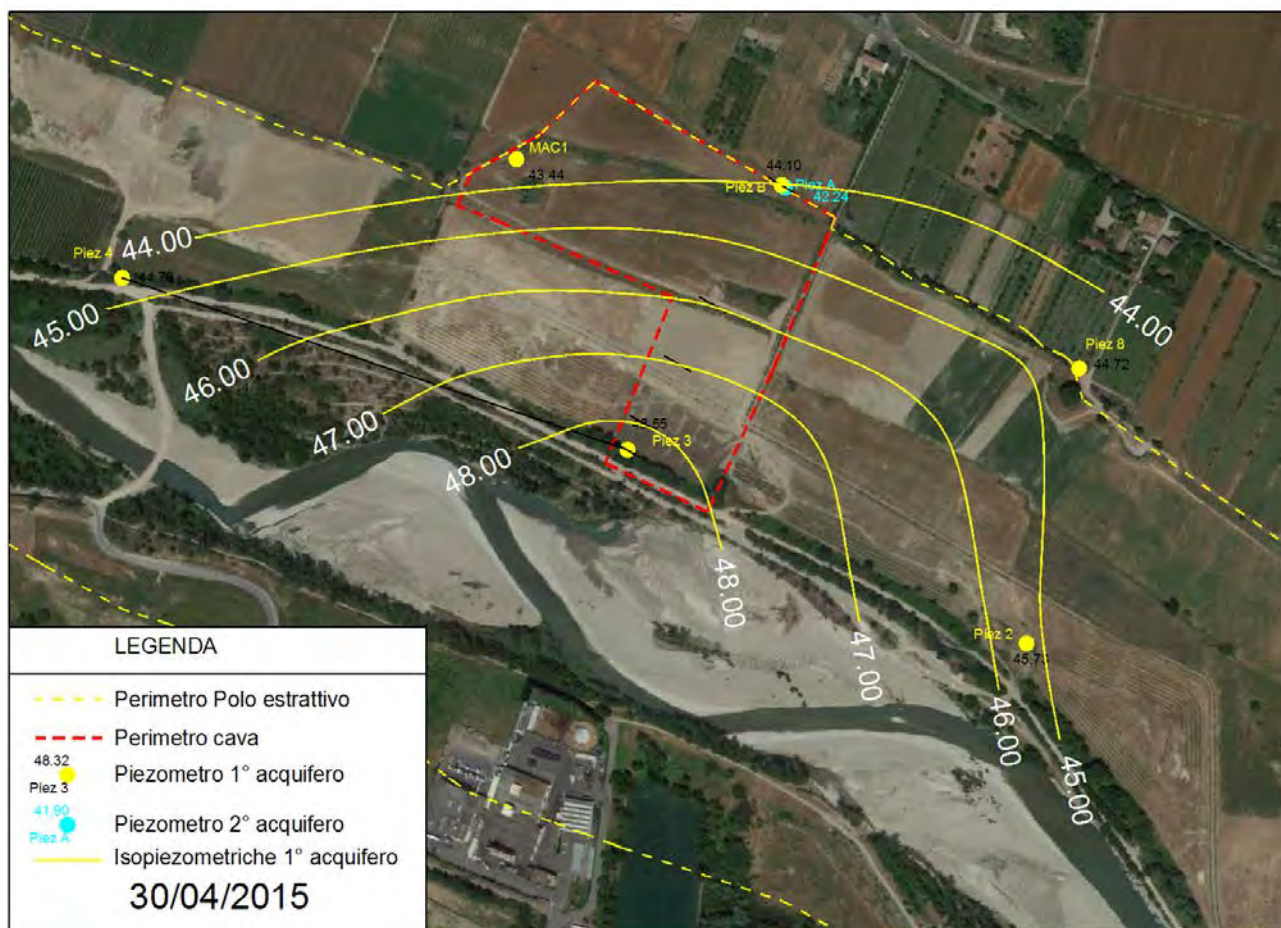 MAC1
43.44
44.10
Piez B
Piez A
42.24
44.00
Piez 4
44.76
45.00
44.00
46.00
Piez 8
44.72
47.00
Piez 3
48.00
48.00
47.00
Piez 2
45.73
46.00
45.00
LEGENDA
Perimetro Polo estrattivo
Perimetro cava
48.32
Piez 3
Piezometro 1° acquifero
41.90
Piez A
Piezometro 2° acquifero
Isopiezometriche 1° acquifero
30/04/2015